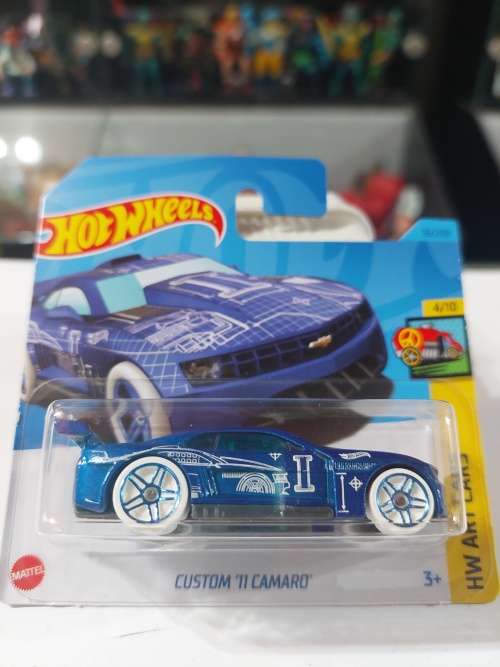 HOT WHEELS
4/10
I
I
MATTEL
CUSTOM '11 CAMARO
3+
HW ART CARS